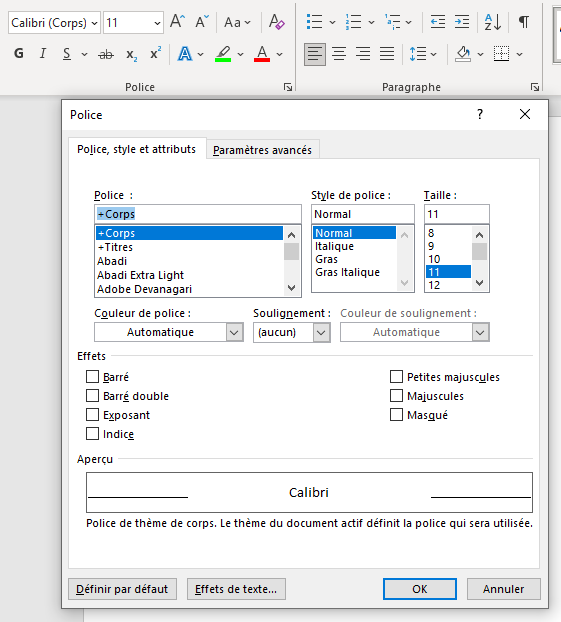 Calibri (Corps) 11 A A Aa A
G I S ab x₂ x² A A
A Z ¶
Police Paragraphe
Police ? X
Police, style et attributs Paramètres avancés
Police : Style de police : Taille :
+Corps Normal 11
+Corps Normal 8
+Titres Italique 9
Abadi Gras 10
Abadi Extra Light Gras Italique 11
Adobe Devanagari 12
Couleur de police : Soulignement : Couleur de soulignement :
Automatique (aucun) Automatique
Effets
Barré Petites majuscules
Barré double Majuscules
Exposant Masqué
Indice
Aperçu
Calibri
Police de thème de corps. Le thème du document actif définit la police qui sera utilisée.
Définir par défaut Effets de texte... OK Annuler